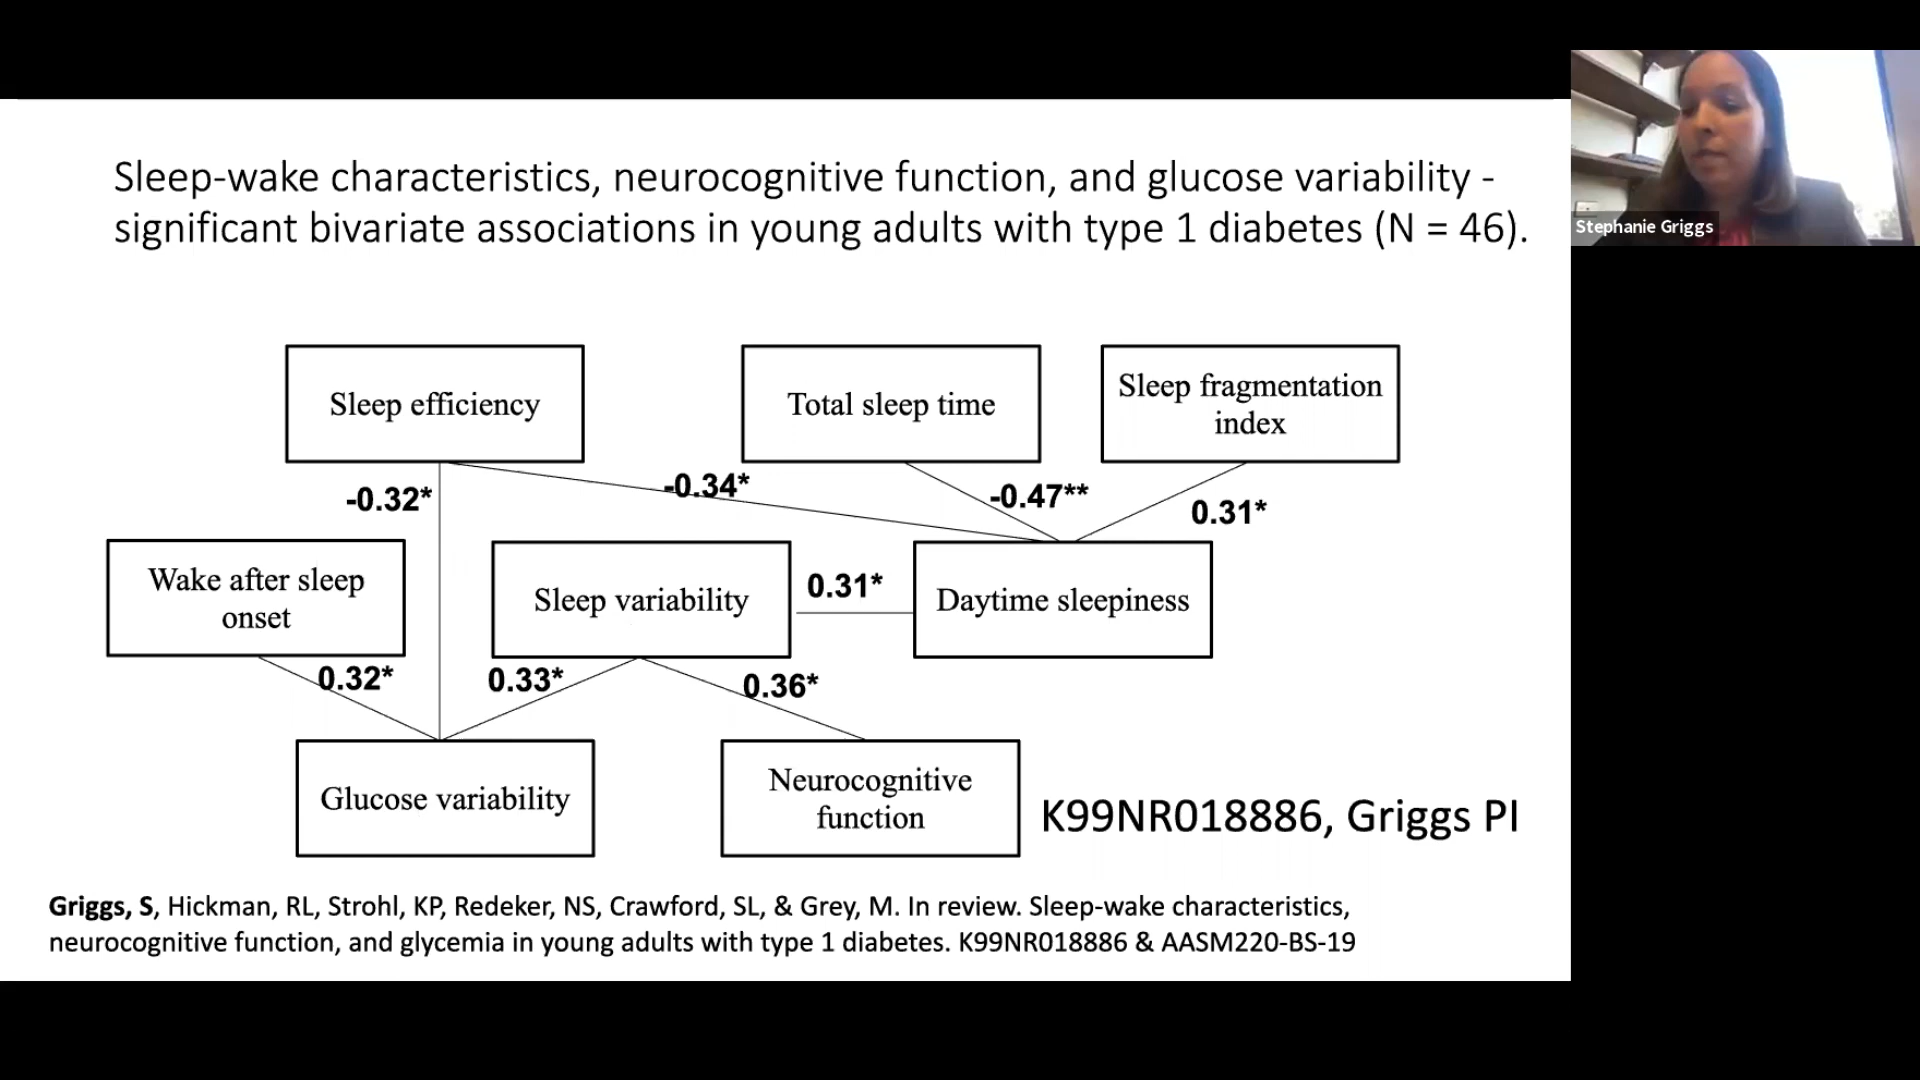 Sleep-wake characteristics, neurocognitive function, and glucose variability -
significant bivariate associations in young adults with type 1 diabetes (N = 46).
Stephanie Griggs
Sleep efficiency
Total sleep time
Sleep fragmentation
index
-0.32*
-0.34*
-0.47**
0.31*
Wake after sleep
onset
Sleep variability
0.31*
Daytime sleepiness
0.32*
0.33*
0.36*
Glucose variability
Neurocognitive
function
K99NR018886, Griggs PI
Griggs, S, Hickman, RL, Strohl, KP, Redeker, NS, Crawford, SL, & Grey, M. In review. Sleep-wake characteristics,
neurocognitive function, and glycemia in young adults with type 1 diabetes. K99NR018886 & AASM220-BS-19